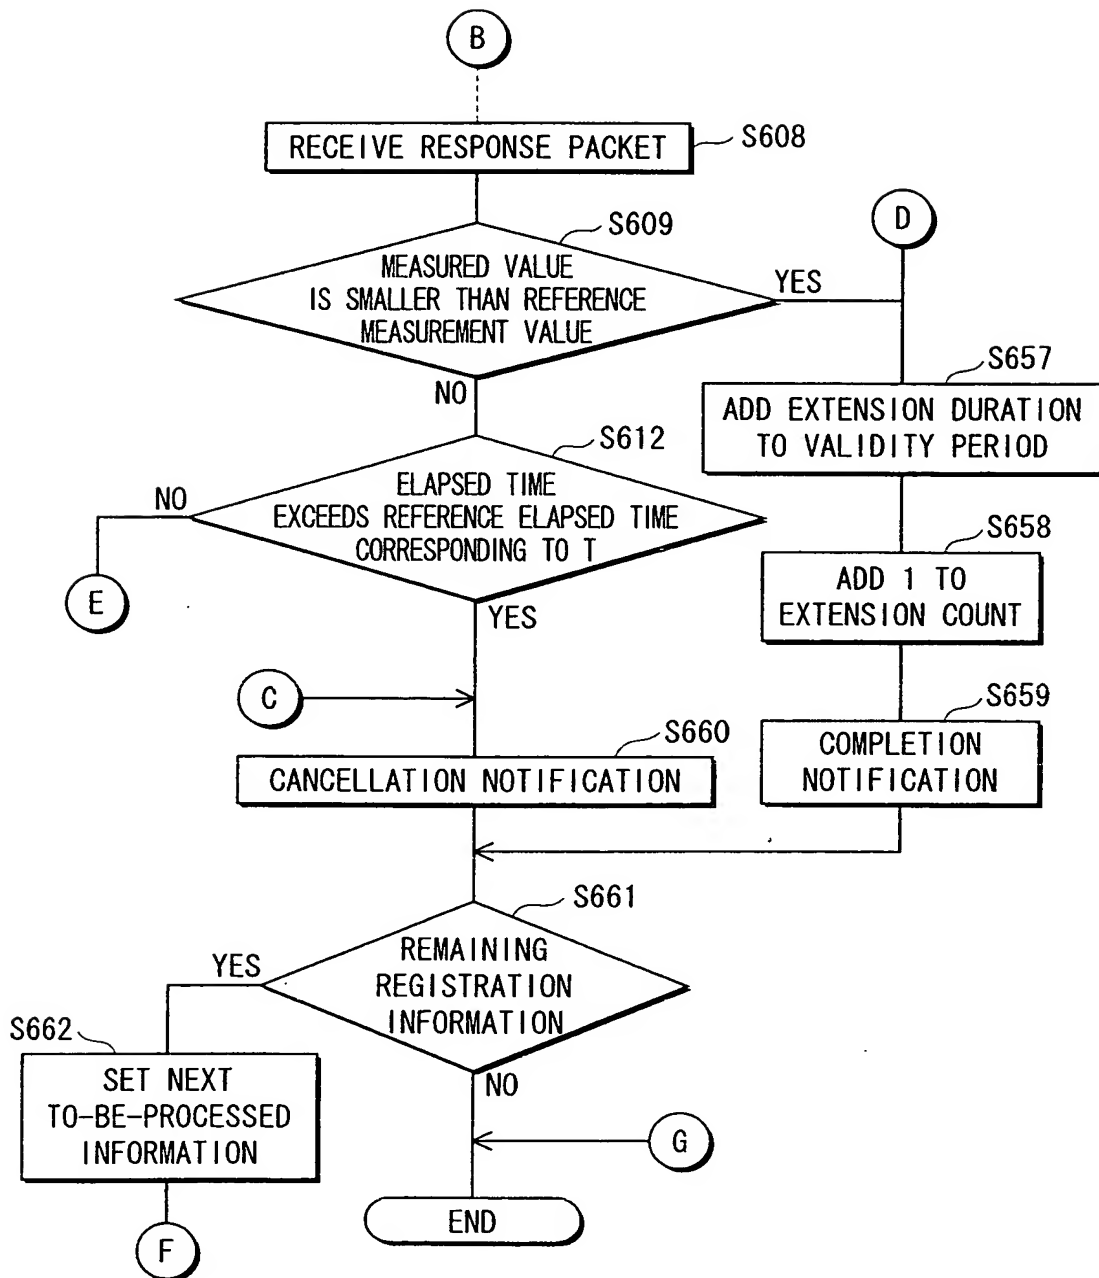 B
RECEIVE RESPONSE PACKET
S608
D
S609
MEASURED VALUE
IS SMALLER THAN REFERENCE
MEASUREMENT VALUE
YES
NO
S657
ADD EXTENSION DURATION
TO VALIDITY PERIOD
S612
ELAPSED TIME
EXCEEDS REFERENCE ELAPSED TIME
CORRESPONDING TO T
NO
E
YES
S658
ADD 1 TO
EXTENSION COUNT
C
S660
CANCELLATION NOTIFICATION
S659
COMPLETION
NOTIFICATION
S661
REMAINING
REGISTRATION
INFORMATION
YES
S662
SET NEXT
TO-BE-PROCESSED
INFORMATION
NO
G
END
F